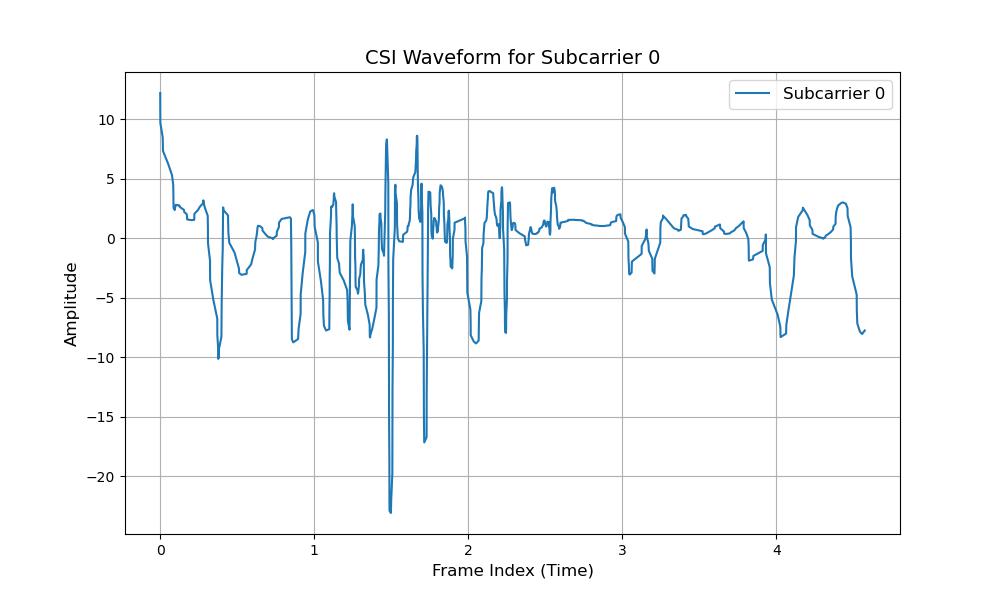 CSI Waveform for Subcarrier 0
Subcarrier 0
Amplitude
10
5
0
−5
−10
−15
−20
0 1 2 3 4
Frame Index (Time)